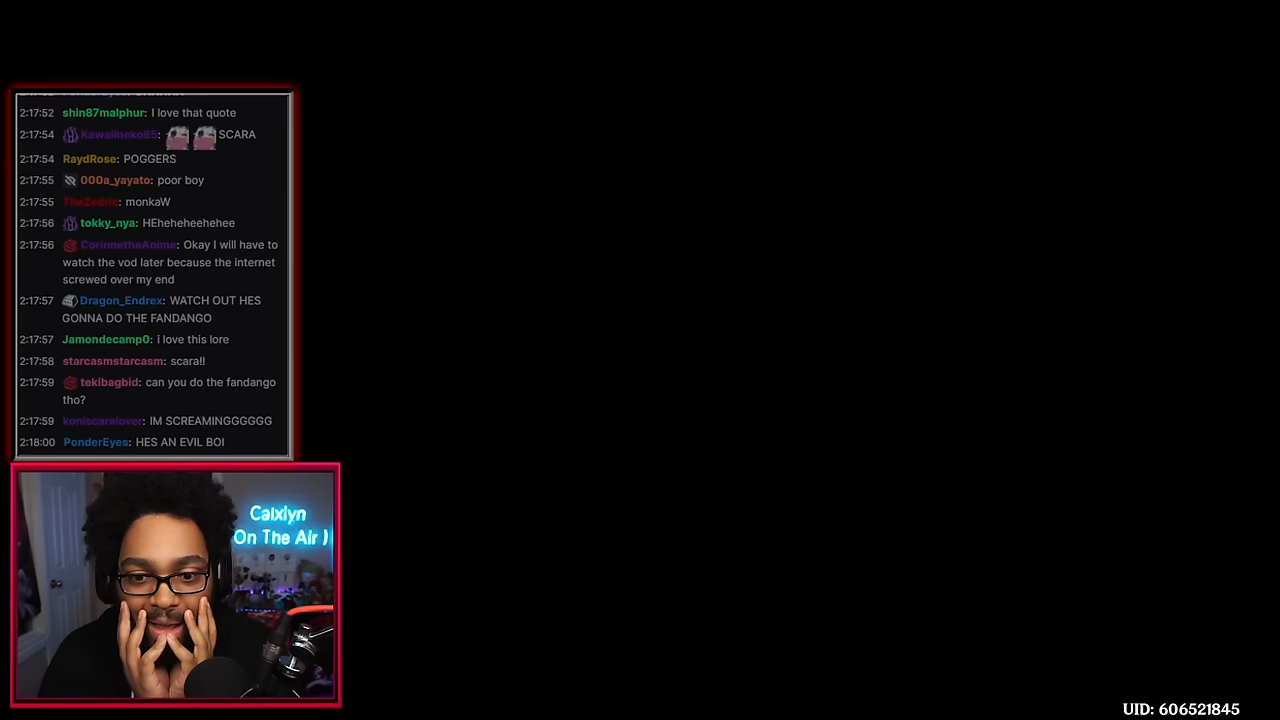 2:17:52 shin87malphur: I love that quote
2:17:54 Kawaiineko85: SCARA
2:17:54 RaydRose: POGGERS
2:17:55 000a_yayato: poor boy
2:17:55 TheZedric: monkaW
2:17:56 tokky_nya: HEheheheehehee
2:17:56 CorinnetheAnime: Okay I will have to
watch the vod later because the internet
screwed over my end
2:17:57 Dragon_Endrex: WATCH OUT HES
GONNA DO THE FANDANGO
2:17:57 Jamondecamp0: i love this lore
2:17:58 starcasmstarcasm: scara!!
2:17:59 tekibagbid: can you do the fandango
tho?
2:17:59 koniscaralover: IM SCREAMINGGGGGG
2:18:00 PonderEyes: HES AN EVIL BOI
Calxlyn
On The Air )
UID: 606521845